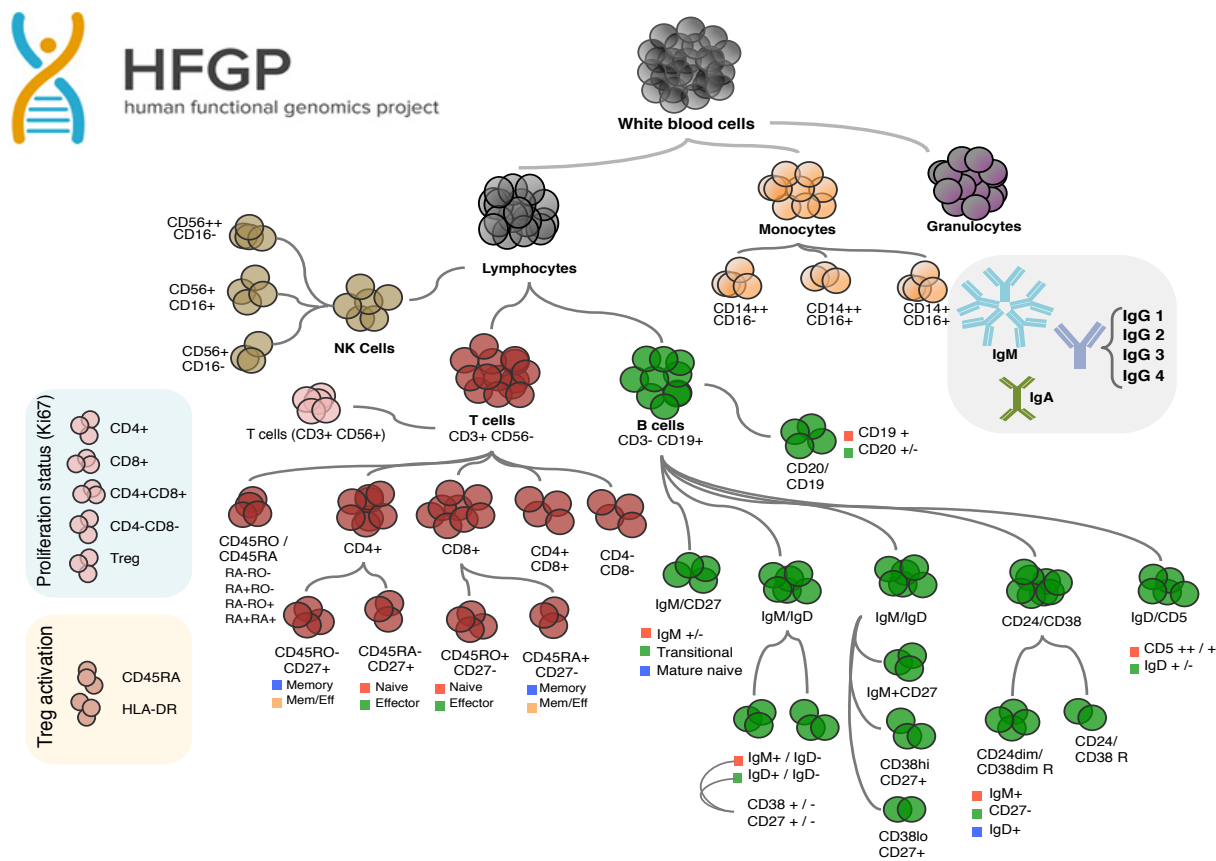 HFGP
human functional genomics project
White blood cells
Lymphocytes
Monocytes
Granulocytes
CD56++
CD16-
CD56+
CD16+
CD56+
CD16-
NK Cells
CD14++
CD16-
CD14++
CD16+
CD14+
CD16+
IgM
IgG 1
IgG 2
IgG 3
IgG 4
IgA
T cells (CD3+ CD56+)
T cells
CD3+ CD56-
B cells
CD3- CD19+
CD20/
CD19
CD19 +
CD20 +/-
Proliferation status (Ki67)
CD4+
CD8+
CD4+CD8+
CD4-CD8-
Treg
Treg activation
CD45RA
HLA-DR
CD45RO /
CD45RA
RA-RO-
RA+RO-
RA-RO+
RA+RA+
CD4+
CD8+
CD4+
CD8+
CD4-
CD8-
CD45RO-
CD27+
Memory
Mem/Eff
CD45RA-
CD27+
Naive
Effector
CD45RO+
CD27-
Naive
Effector
CD45RA+
CD27-
Memory
Mem/Eff
IgM/CD27
IgM +/-
Transitional
Mature naive
IgM/IgD
IgM+ / IgD-
IgD+ / IgD-
CD38 + / -
CD27 + / -
IgM/IgD
IgM+CD27
CD38hi
CD27+
CD38lo
CD27+
CD24/CD38
CD24dim/
CD38dim R
IgM+
CD27-
IgD+
CD24/
CD38 R
IgD/CD5
CD5 ++ / +
IgD + /-